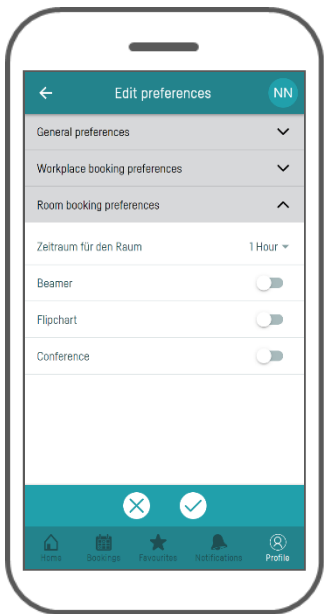 Edit preferences
NN
General preferences
Workplace booking preferences
Room booking preferences
Zeitraum für den Raum
1 Hour
Beamer
Flipchart
Conference
Home
Bookings
Favourites
Notifications
Profile